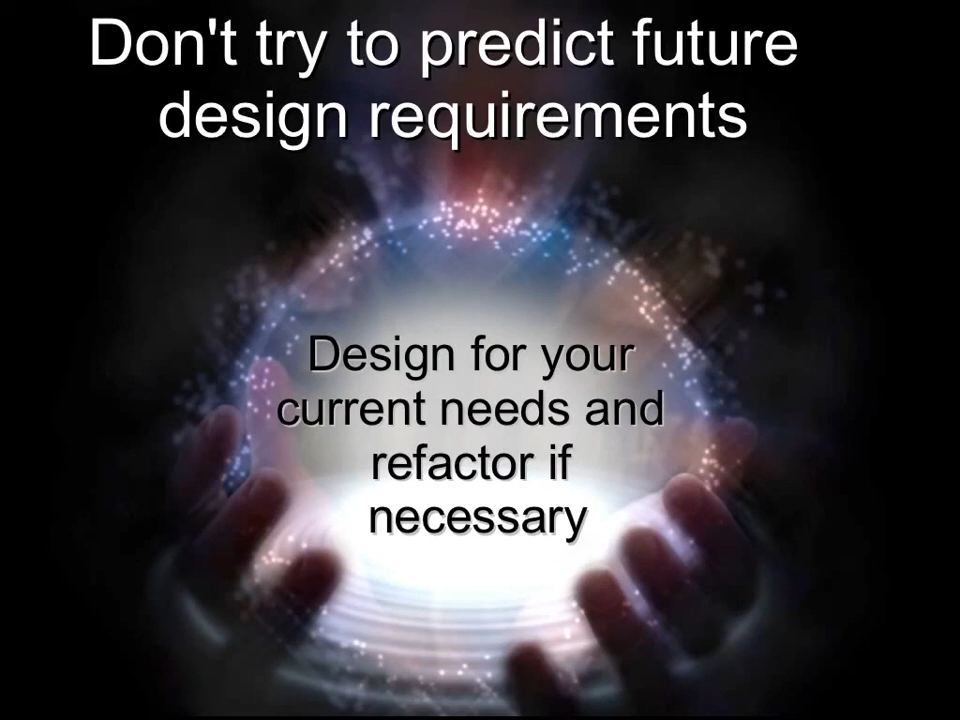 Don't try to predict future
design requirements
Design for your
current needs and
refactor if
necessary